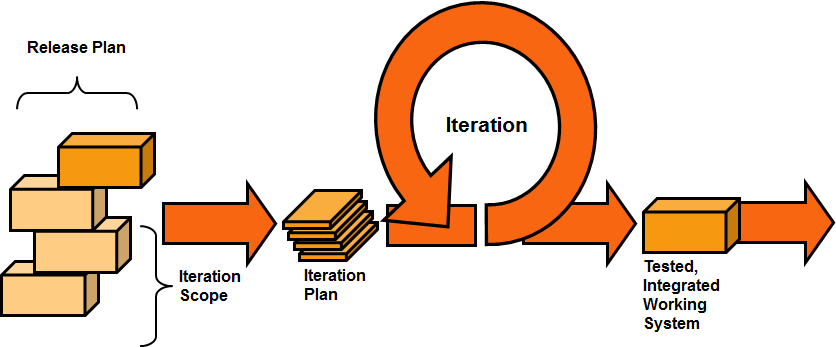 Release Plan
Iteration
Iteration
Scope
Iteration
Plan
Tested,
Integrated
Working
System